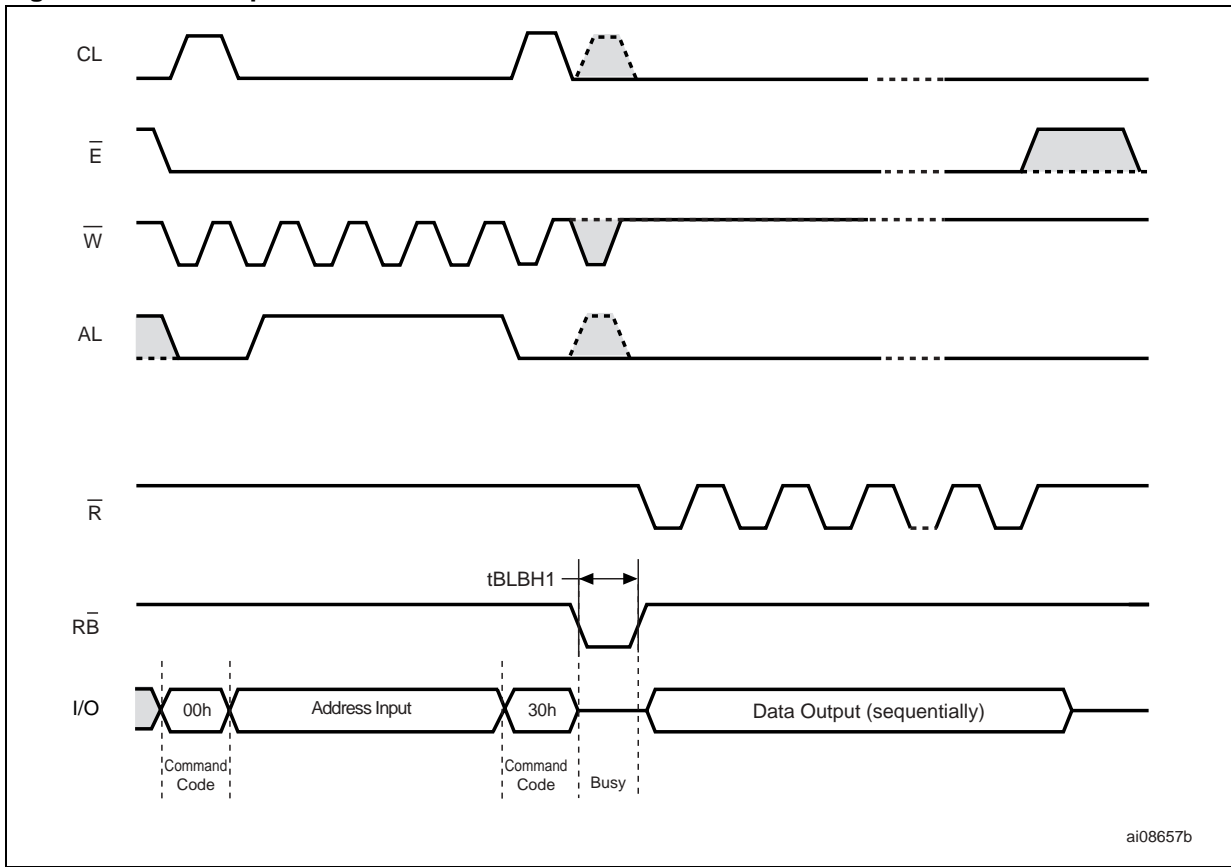 CL
E̅
W̅
AL
R̅
tBLBH1
RB̅
I/O
00h
Address Input
30h
Data Output (sequentially)
Command
Code
Command
Code
Busy
ai08657b